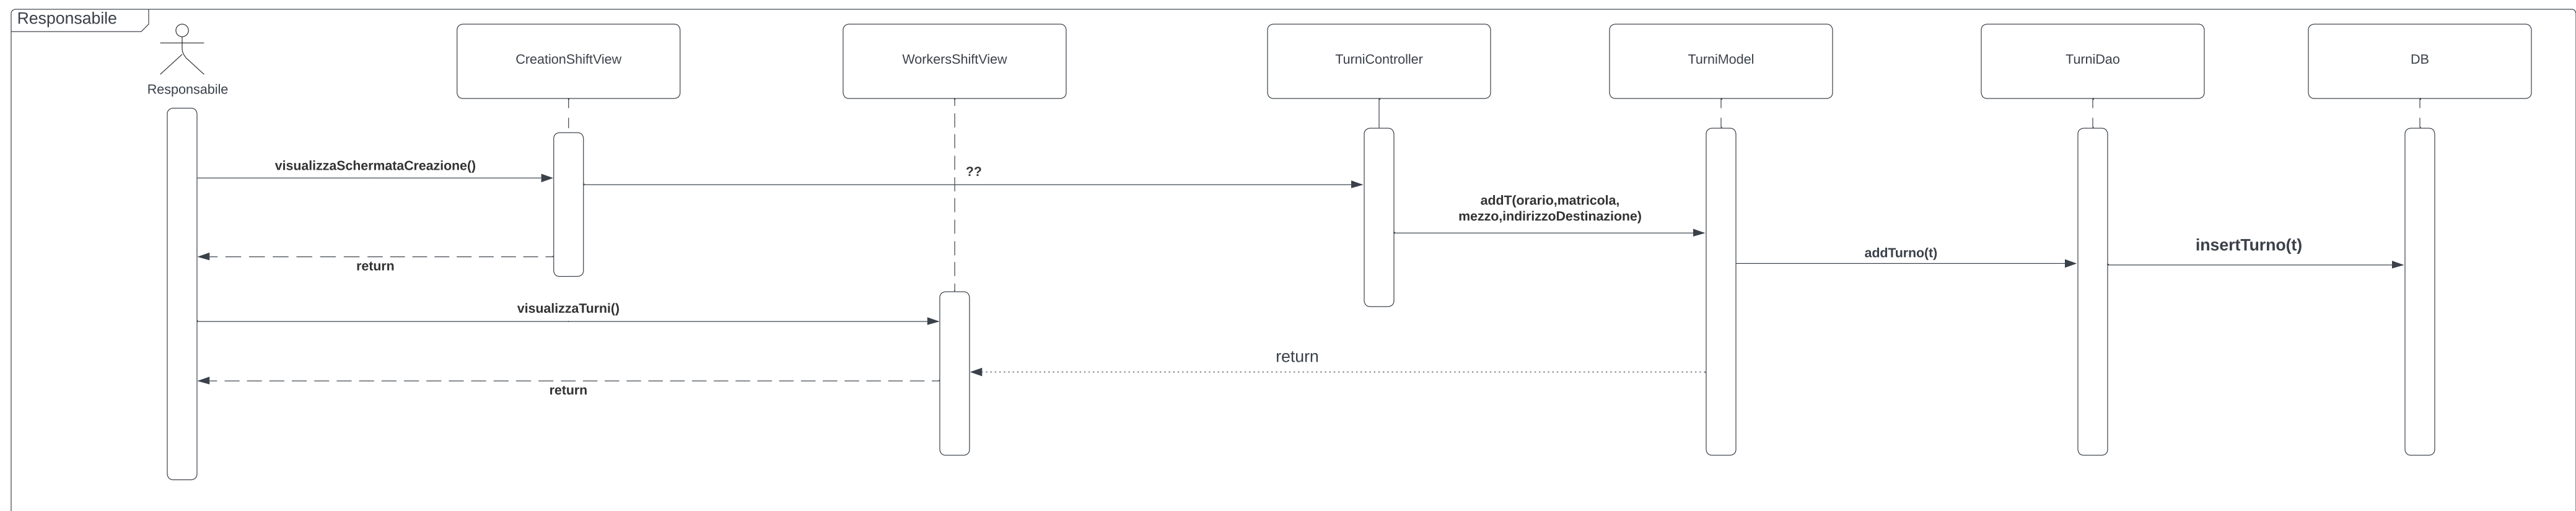 Responsabile
Responsabile
CreationShiftView
WorkersShiftView
TurniController
TurniModel
TurniDao
DB
visualizzaSchermataCreazione()
??
addT(orario,matricola,
mezzo,indirizzoDestinazione)
addTurno(t)
insertTurno(t)
return
visualizzaTurni()
return
return